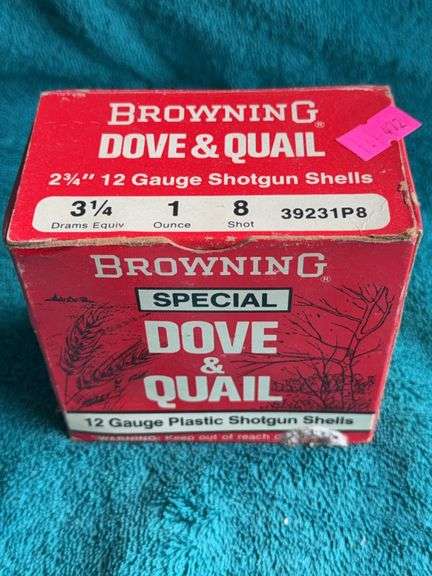 BROWNING®
DOVE & QUAIL
2¾" 12 Gauge Shotgun Shells
3¼ 1 8 39231P8
Drams Equiv Ounce Shot
BROWNING®
SPECIAL
DOVE
&
QUAIL
12 Gauge Plastic Shotgun Shells
WARNING: Keep out of reach